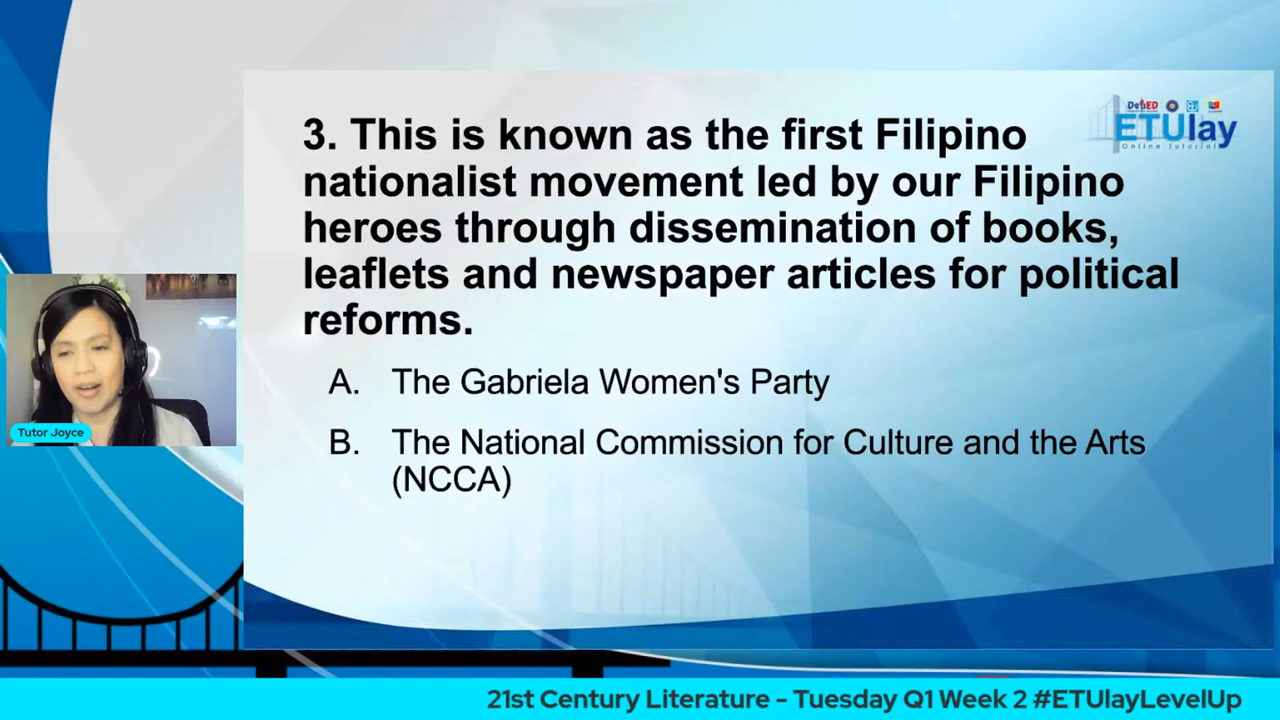 DepED
ETUlay
Online Tutorial
3. This is known as the first Filipino
nationalist movement led by our Filipino
heroes through dissemination of books,
leaflets and newspaper articles for political
reforms.
A. The Gabriela Women's Party
B. The National Commission for Culture and the Arts
(NCCA)
Tutor Joyce
21st Century Literature - Tuesday Q1 Week 2 #ETUlayLevelUp